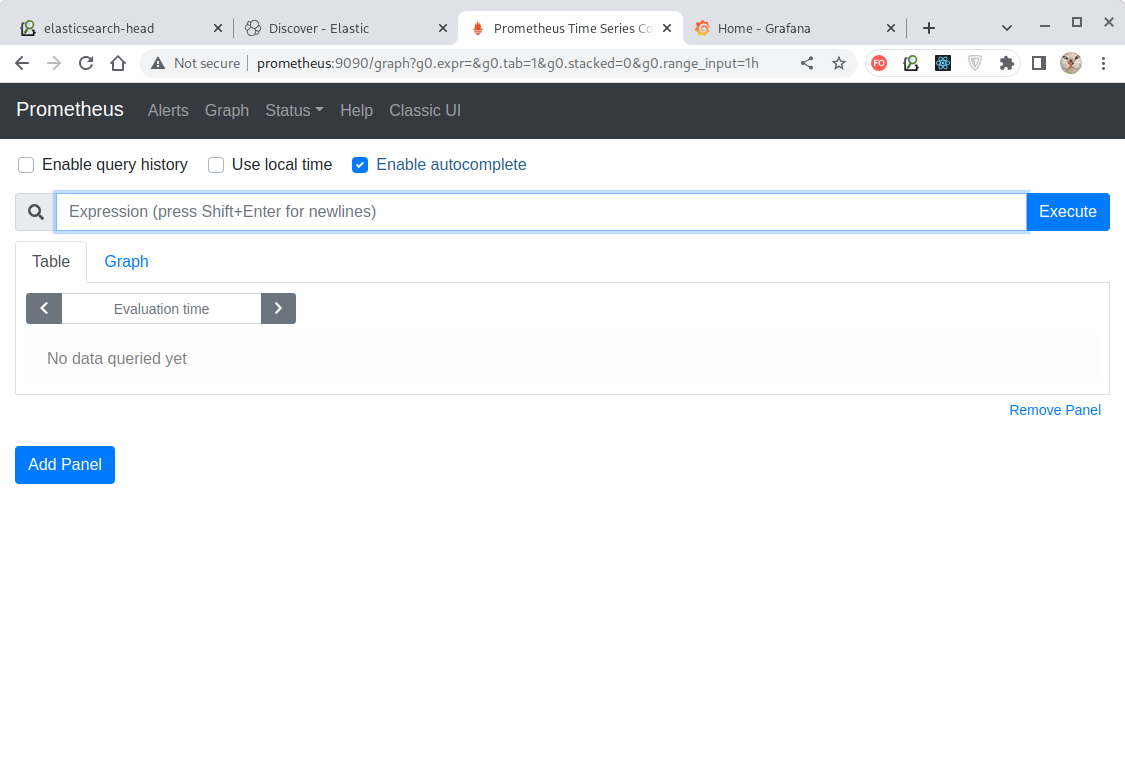 elasticsearch-head
Discover - Elastic
Prometheus Time Series Co
Home - Grafana
Not secure
prometheus:9090/graph?g0.expr=&g0.tab=1&g0.stacked=0&g0.range_input=1h
FO
Prometheus
Alerts
Graph
Status
Help
Classic UI
Enable query history
Use local time
Enable autocomplete
Expression (press Shift+Enter for newlines)
Execute
Table
Graph
Evaluation time
No data queried yet
Remove Panel
Add Panel